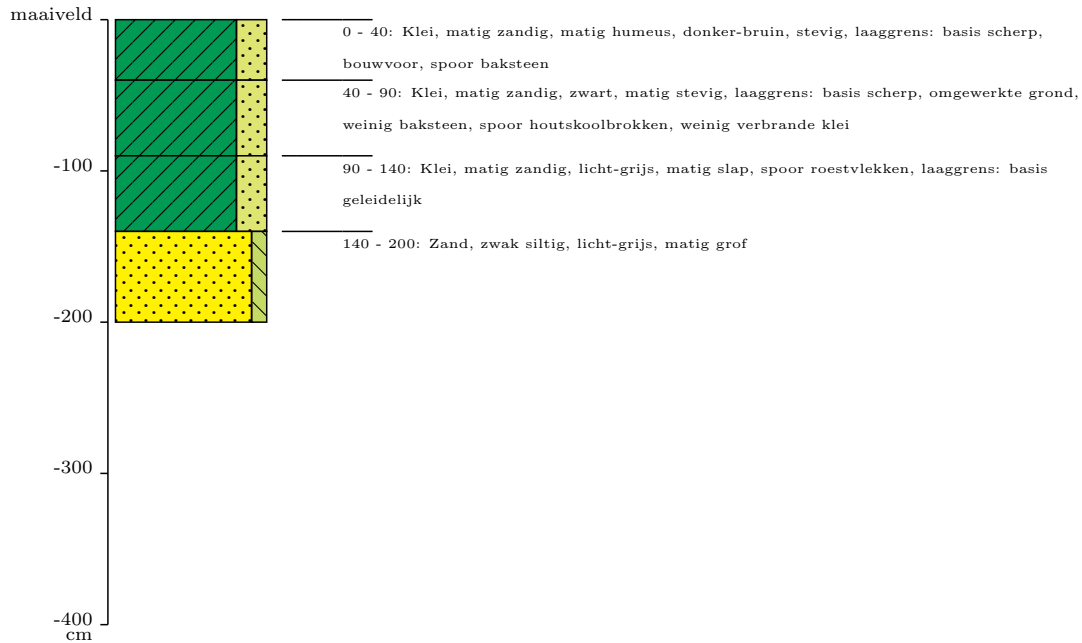 maaiveld
0 - 40: Klei, matig zandig, matig humeus, donker-bruin, stevig, laaggrens: basis scherp,
bouwvoor, spoor baksteen
40 - 90: Klei, matig zandig, zwart, matig stevig, laaggrens: basis scherp, omgewerkte grond,
weinig baksteen, spoor houtskoolbrokken, weinig verbrande klei
-100
90 - 140: Klei, matig zandig, licht-grijs, matig slap, spoor roestvlekken, laaggrens: basis
geleidelijk
140 - 200: Zand, zwak siltig, licht-grijs, matig grof
-200
-300
-400
cm